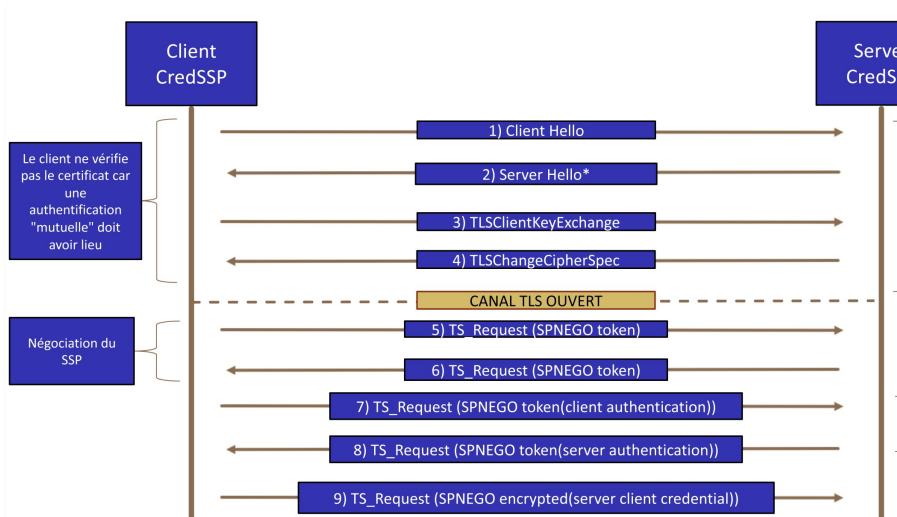 Client
CredSSP
1) Client Hello
Le client ne vérifie
pas le certificat car
une
authentification
"mutuelle" doit
avoir lieu
2) Server Hello*
3) TLSClientKeyExchange
4) TLSChangeCipherSpec
CANAL TLS OUVERT
Négociation du
SSP
5) TS_Request (SPNEGO token)
6) TS_Request (SPNEGO token)
7) TS_Request (SPNEGO token(client authentication))
8) TS_Request (SPNEGO token(server authentication))
9) TS_Request (SPNEGO encrypted(server client credential))